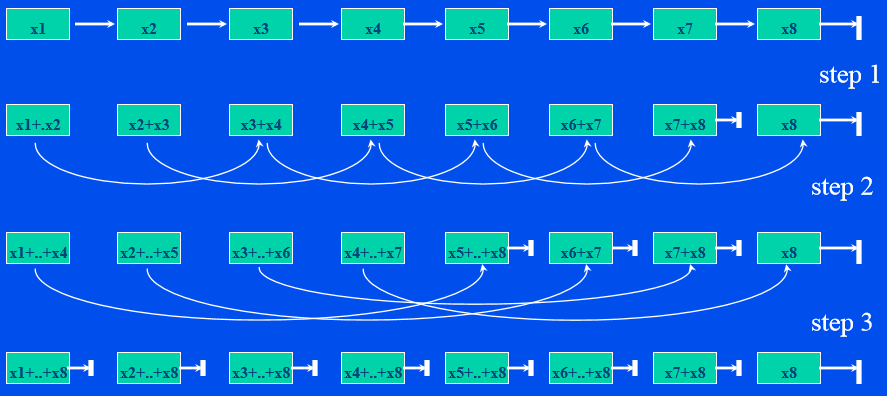 x1 x2 x3 x4 x5 x6 x7 x8
step 1
x1+.x2 x2+x3 x3+x4 x4+x5 x5+x6 x6+x7 x7+x8 x8
step 2
x1+..+x4 x2+..+x5 x3+..+x6 x4+..+x7 x5+..+x8 x6+x7 x7+x8 x8
step 3
x1+..+x8 x2+..+x8 x3+..+x8 x4+..+x8 x5+..+x8 x6+..+x8 x7+x8 x8